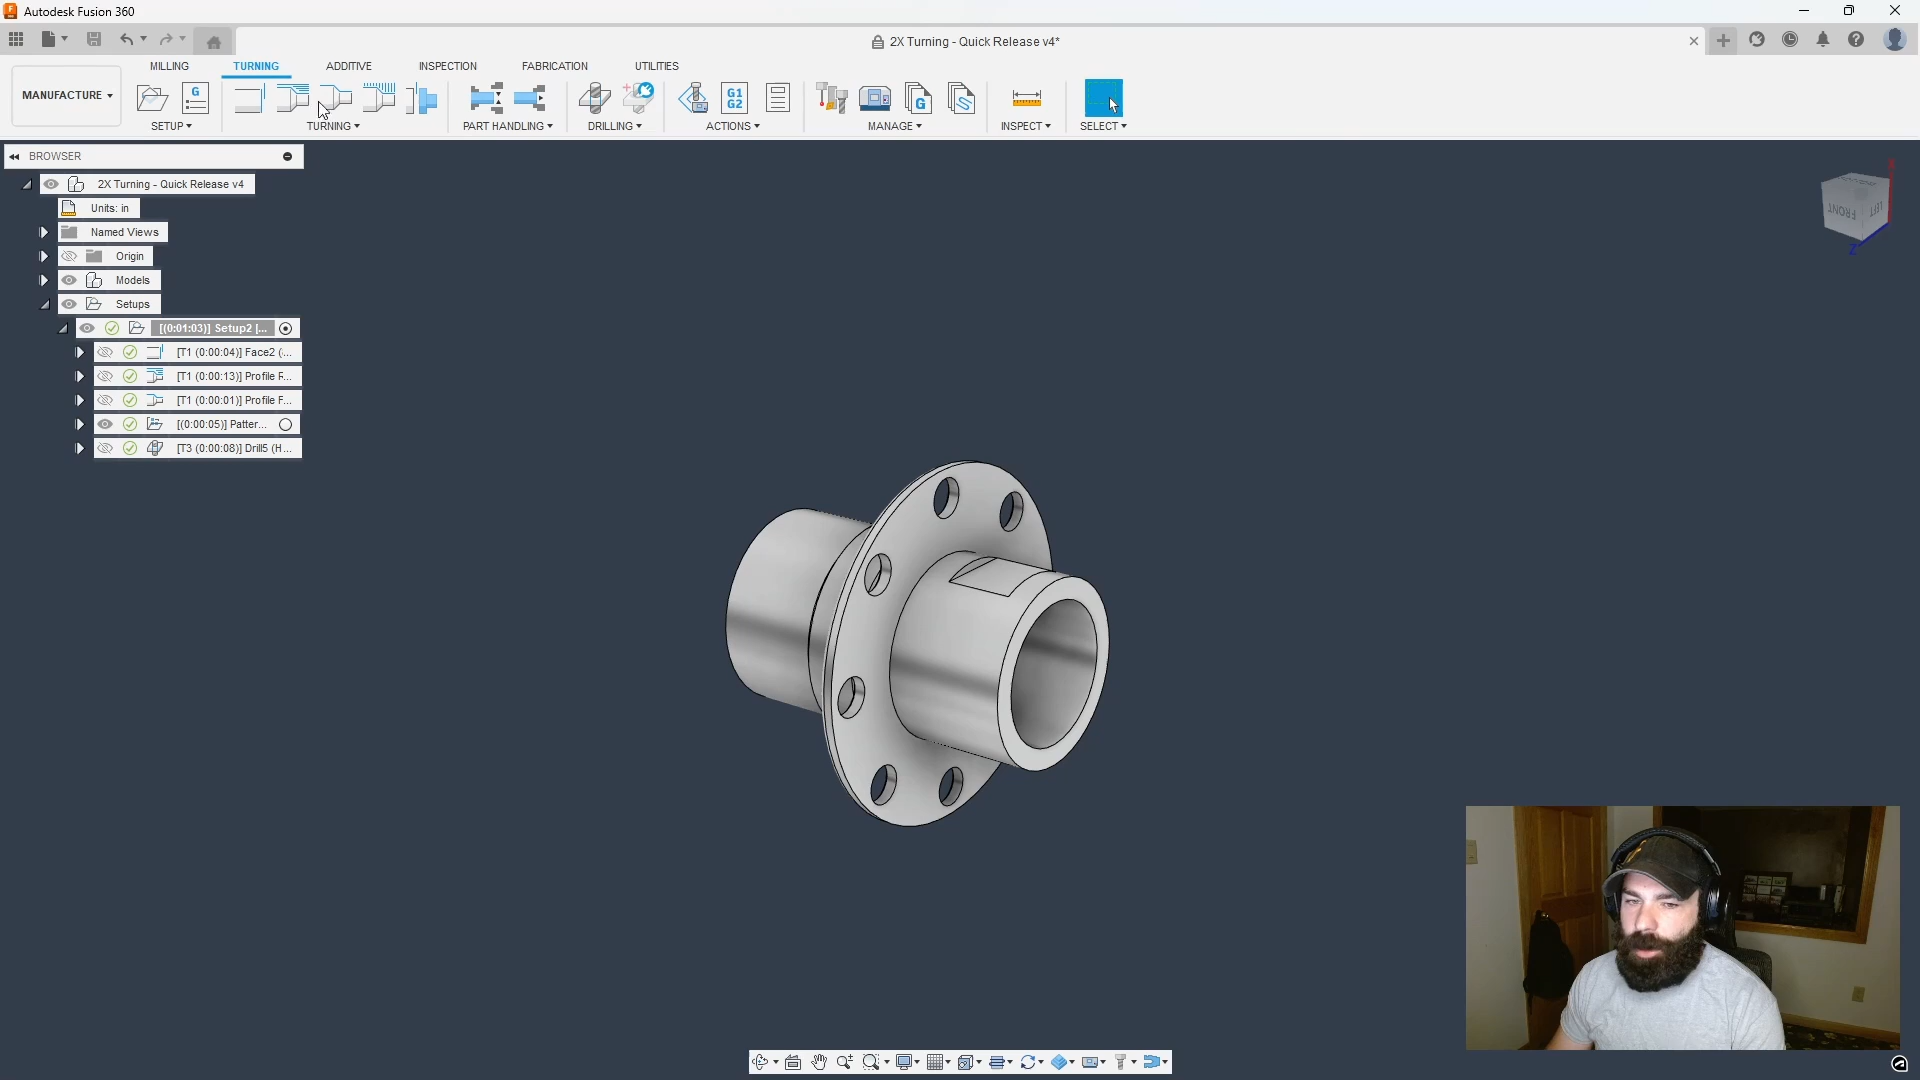 Autodesk Fusion 360
2X Turning - Quick Release v4*
MILLING
TURNING
ADDITIVE
INSPECTION
FABRICATION
UTILITIES
MANUFACTURE
G
G1
G2
G
S
SETUP
TURNING
PART HANDLING
DRILLING
ACTIONS
MANAGE
INSPECT
SELECT
BROWSER
2X Turning - Quick Release v4
Units: in
Named Views
Origin
Models
Setups
[(0:01:03)] Setup2 [...
[T1 (0:00:04)] Face2 (...
[T1 (0:00:13)] Profile R...
[T1 (0:00:01)] Profile F...
[(0:00:05)] Patter...
[T3 (0:00:08)] Drill5 (H...
FRONT
LEFT
Z